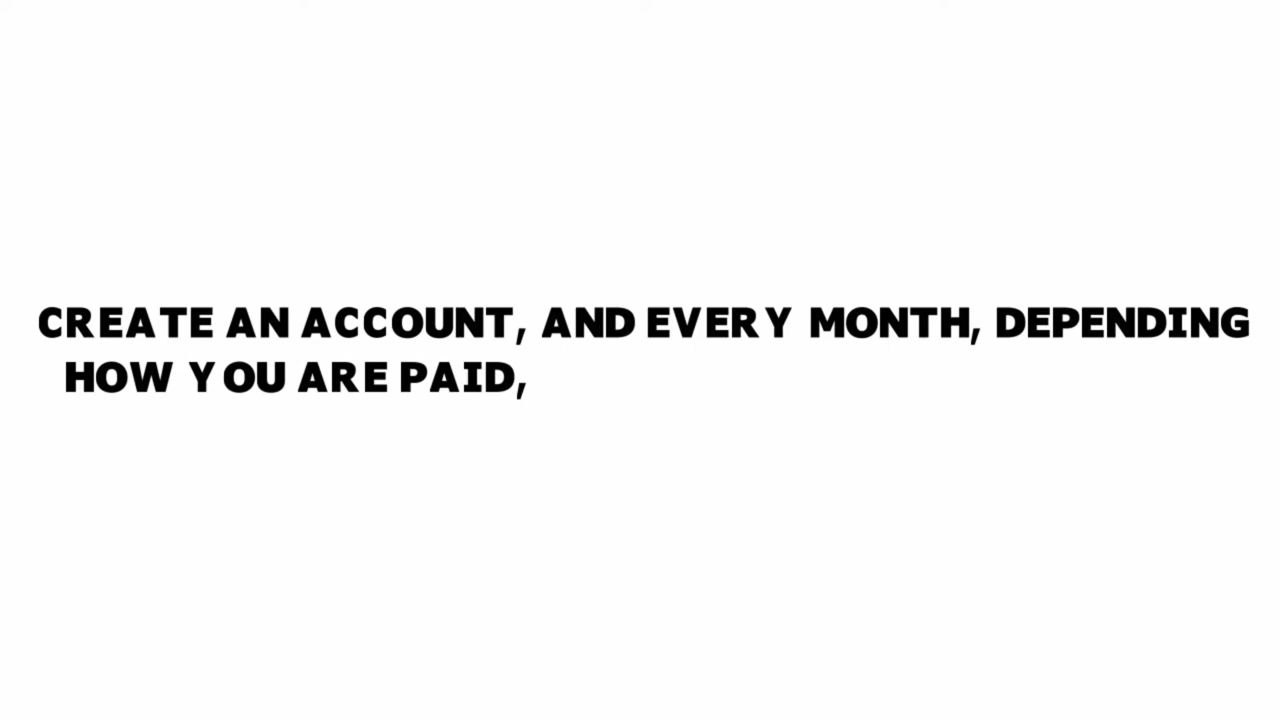 CREATE AN ACCOUNT, AND EVERY MONTH, DEPENDING
HOW YOU ARE PAID,